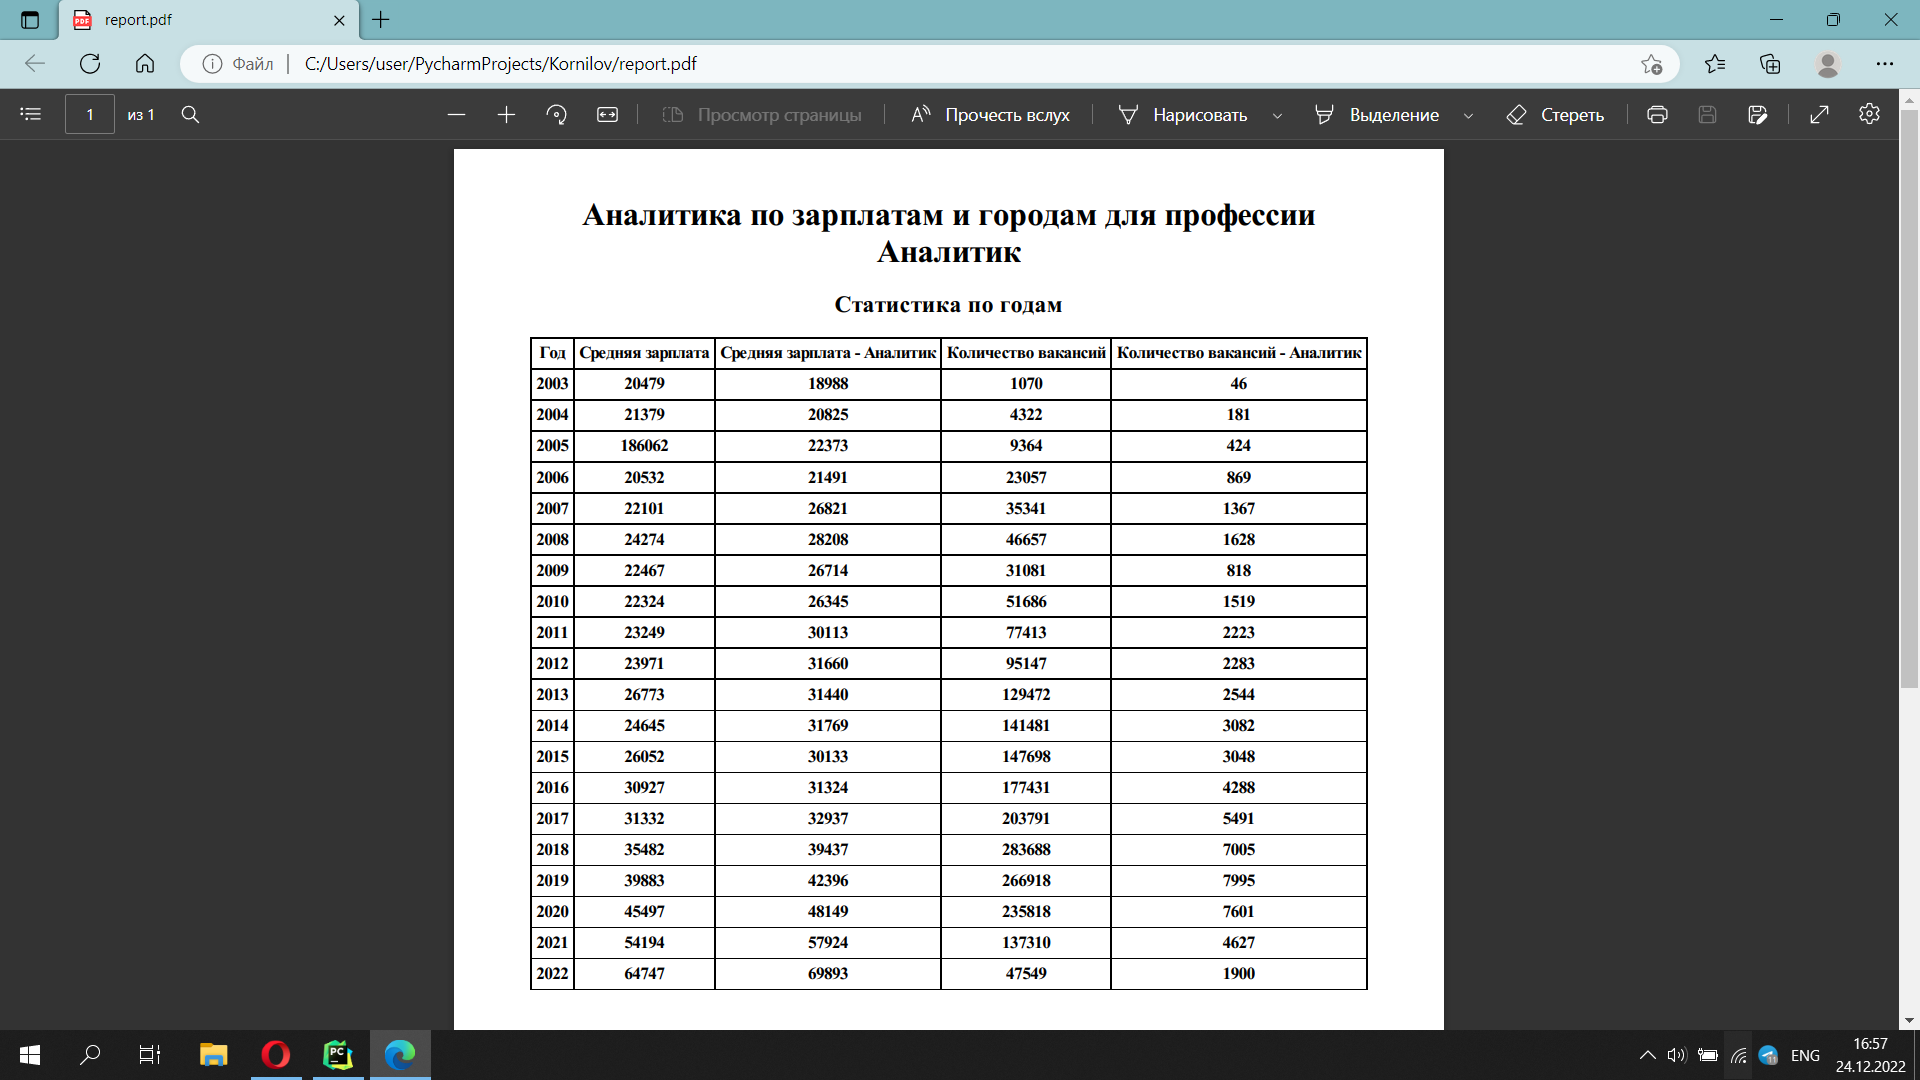 report.pdf
Файл
C:/Users/user/PycharmProjects/Kornilov/report.pdf
1 из 1
Просмотр страницы
Прочесть вслух
Нарисовать
Выделение
Стереть
Аналитика по зарплатам и городам для профессии
Аналитик
Статистика по годам
Год Средняя зарплата Средняя зарплата - Аналитик Количество вакансий Количество вакансий - Аналитик
2003 20479 18988 1070 46
2004 21379 20825 4322 181
2005 186062 22373 9364 424
2006 20532 21491 23057 869
2007 22101 26821 35341 1367
2008 24274 28208 46657 1628
2009 22467 26714 31081 818
2010 22324 26345 51686 1519
2011 23249 30113 77413 2223
2012 23971 31660 95147 2283
2013 26773 31440 129472 2544
2014 24645 31769 141481 3082
2015 26052 30133 147698 3048
2016 30927 31324 177431 4288
2017 31332 32937 203791 5491
2018 35482 39437 283688 7005
2019 39883 42396 266918 7995
2020 45497 48149 235818 7601
2021 54194 57924 137310 4627
2022 64747 69893 47549 1900
ENG
16:57
24.12.2022